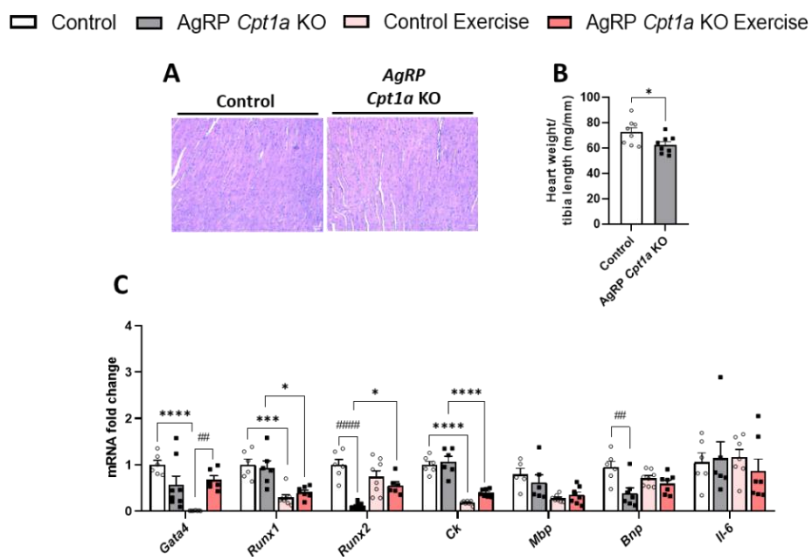 Control AgRP Cpt1a KO Control Exercise AgRP Cpt1a KO Exercise
A
Control
AgRP
Cpt1a KO
B
Heart weight/
tibia length (mg/mm)
100
80
60
40
20
0
*
Control
AgRP Cpt1a KO
C
mRNA fold change
4
3
2
1
0
**** ##
*** *
#### *
**** ****
##
Gata4 Runx1 Runx2 Ck Mbp Bnp Il-6